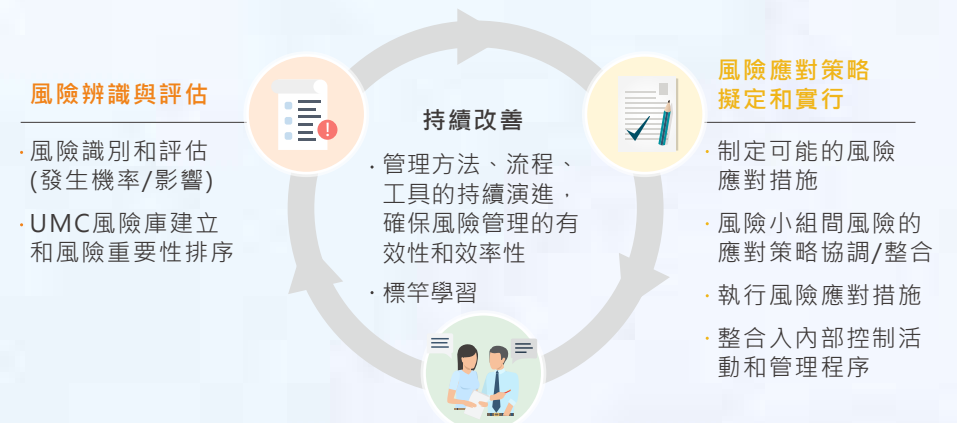 風險辨識與評估
·風險識別和評估
(發生機率/影響)
·UMC風險庫建立
和風險重要性排序
持續改善
·管理方法、流程、
工具的持續演進，
確保風險管理的有
效性和效率性
·標竿學習
風險應對策略
擬定和實行
·制定可能的風險
應對措施
·風險小組間風險的
應對策略協調/整合
·執行風險應對措施
·整合入內部控制活
動和管理程序